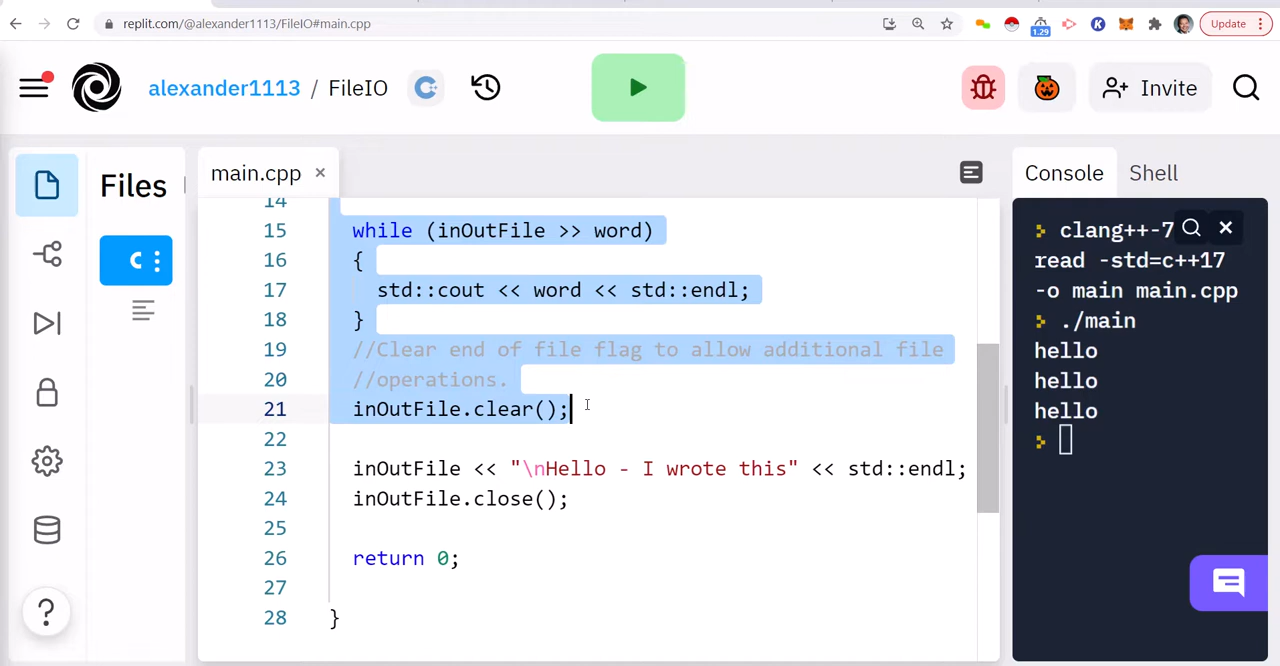 replit.com/@alexander1113/FileIO#main.cpp
1.29
Update
alexander1113 / FileIO
Invite
Files
main.cpp
Console
Shell
C
14
15 while (inOutFile >> word)
16 {
17 std::cout << word << std::endl;
18 }
19 //Clear end of file flag to allow additional file
20 //operations.
21 inOutFile.clear();
22
23 inOutFile << "\nHello - I wrote this" << std::endl;
24 inOutFile.close();
25
26 return 0;
27
28 }
clang++-7
read -std=c++17
-o main main.cpp
./main
hello
hello
hello
?